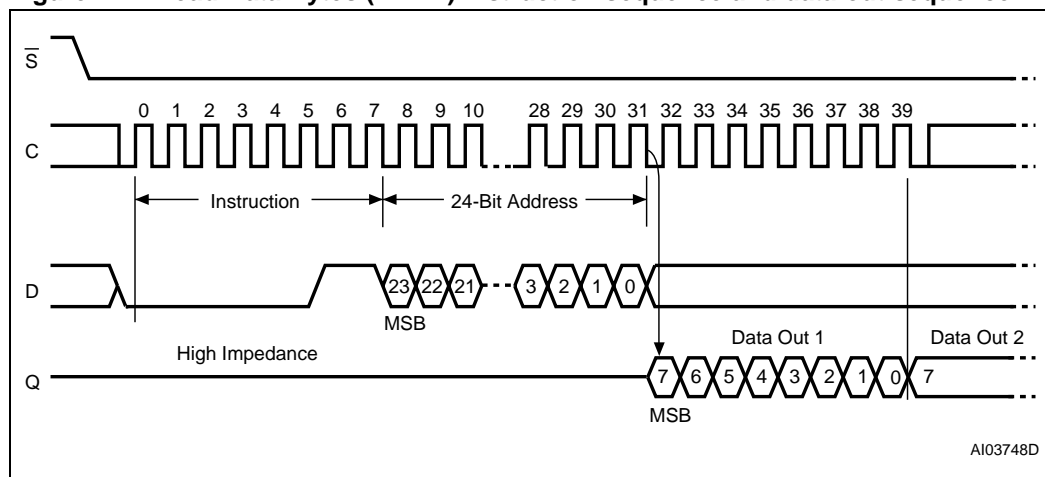 S
0 1 2 3 4 5 6 7 8 9 10 28 29 30 31 32 33 34 35 36 37 38 39
C
Instruction 24-Bit Address
D 23 22 21 3 2 1 0
MSB
High Impedance Data Out 1 Data Out 2
Q 7 6 5 4 3 2 1 0 7
MSB
AI03748D